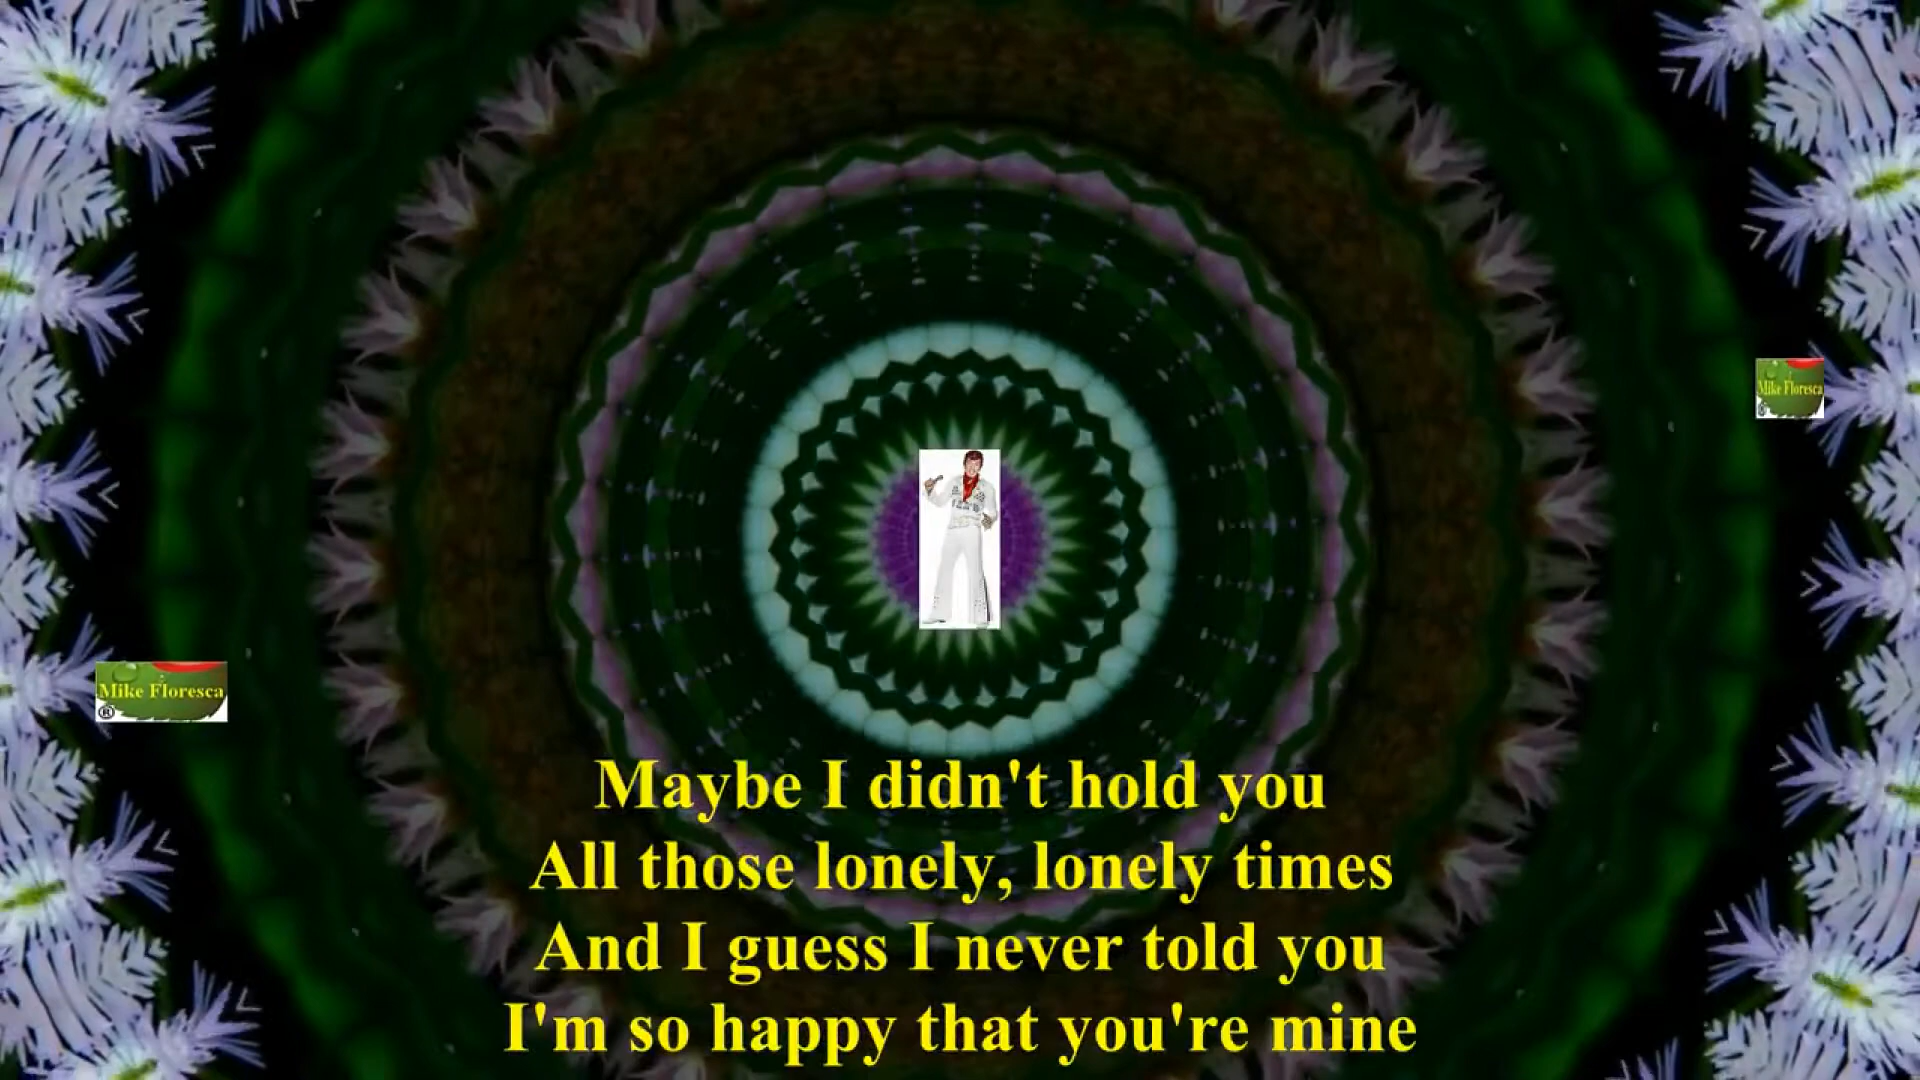 Mike Floresca
®
Mike Floresca
®
Maybe I didn't hold you
All those lonely, lonely times
And I guess I never told you
I'm so happy that you're mine